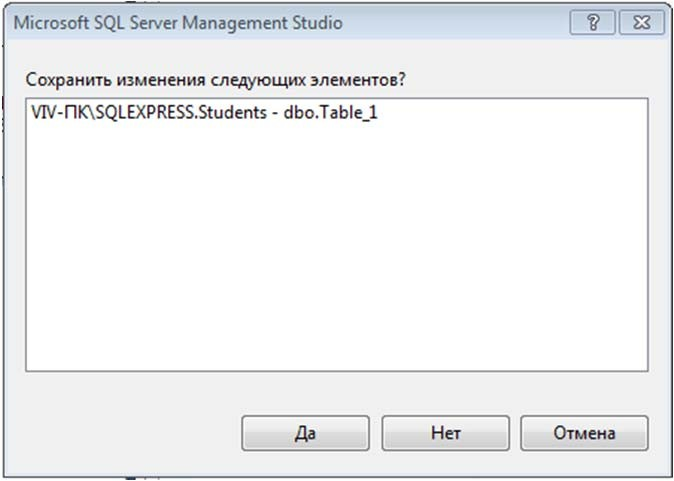 Microsoft SQL Server Management Studio
Сохранить изменения следующих элементов?
VIV-ПК\SQLEXPRESS.Students - dbo.Table_1
Да Нет Отмена